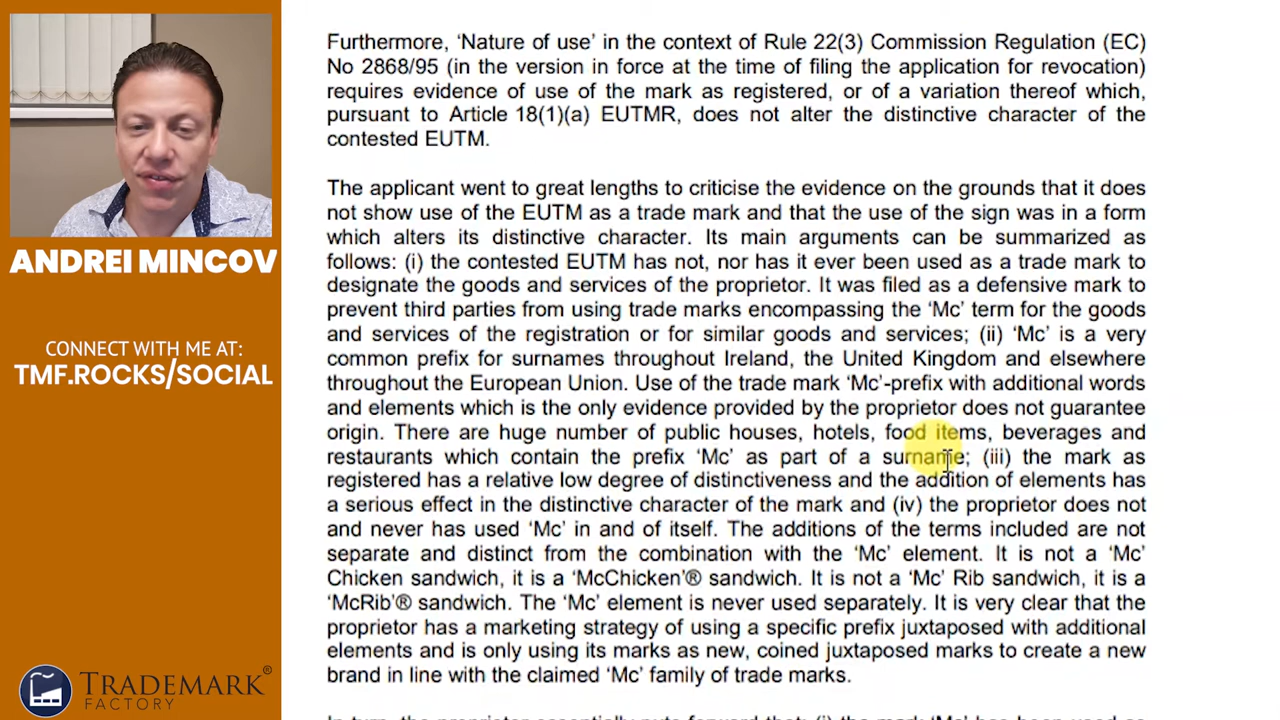 Furthermore, ‘Nature of use’ in the context of Rule 22(3) Commission Regulation (EC)
No 2868/95 (in the version in force at the time of filing the application for revocation)
requires evidence of use of the mark as registered, or of a variation thereof which,
pursuant to Article 18(1)(a) EUTMR, does not alter the distinctive character of the
contested EUTM.
The applicant went to great lengths to criticise the evidence on the grounds that it does
not show use of the EUTM as a trade mark and that the use of the sign was in a form
which alters its distinctive character. Its main arguments can be summarized as
follows: (i) the contested EUTM has not, nor has it ever been used as a trade mark to
designate the goods and services of the proprietor. It was filed as a defensive mark to
prevent third parties from using trade marks encompassing the ‘Mc’ term for the goods
and services of the registration or for similar goods and services; (ii) ‘Mc’ is a very
common prefix for surnames throughout Ireland, the United Kingdom and elsewhere
throughout the European Union. Use of the trade mark ‘Mc’-prefix with additional words
and elements which is the only evidence provided by the proprietor does not guarantee
origin. There are huge number of public houses, hotels, food items, beverages and
restaurants which contain the prefix ‘Mc’ as part of a surname; (iii) the mark as
registered has a relative low degree of distinctiveness and the addition of elements has
a serious effect in the distinctive character of the mark and (iv) the proprietor does not
and never has used ‘Mc’ in and of itself. The additions of the terms included are not
separate and distinct from the combination with the ‘Mc’ element. It is not a ‘Mc’
Chicken sandwich, it is a ‘McChicken’® sandwich. It is not a ‘Mc’ Rib sandwich, it is a
‘McRib’® sandwich. The ‘Mc’ element is never used separately. It is very clear that the
proprietor has a marketing strategy of using a specific prefix juxtaposed with additional
elements and is only using its marks as new, coined juxtaposed marks to create a new
brand in line with the claimed ‘Mc’ family of trade marks.
In turn, the proprietor essentially puts forward that: (i) the mark ‘Mc’ has been used as
ANDREI MINCOV
CONNECT WITH ME AT:
TMF.ROCKS/SOCIAL
TRADEMARK®
FACTORY